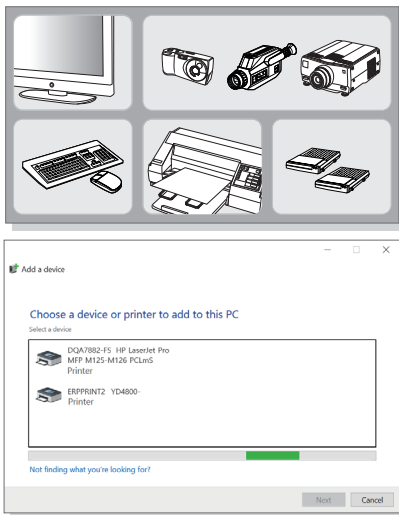 Add a device
Choose a device or printer to add to this PC
Select a device
DQA7882-F5 HP LaserJet Pro
MFP M125-M126 PCLmS
Printer
ERPPRINT2 YD4800-
Printer
Not finding what you're looking for?
Next Cancel